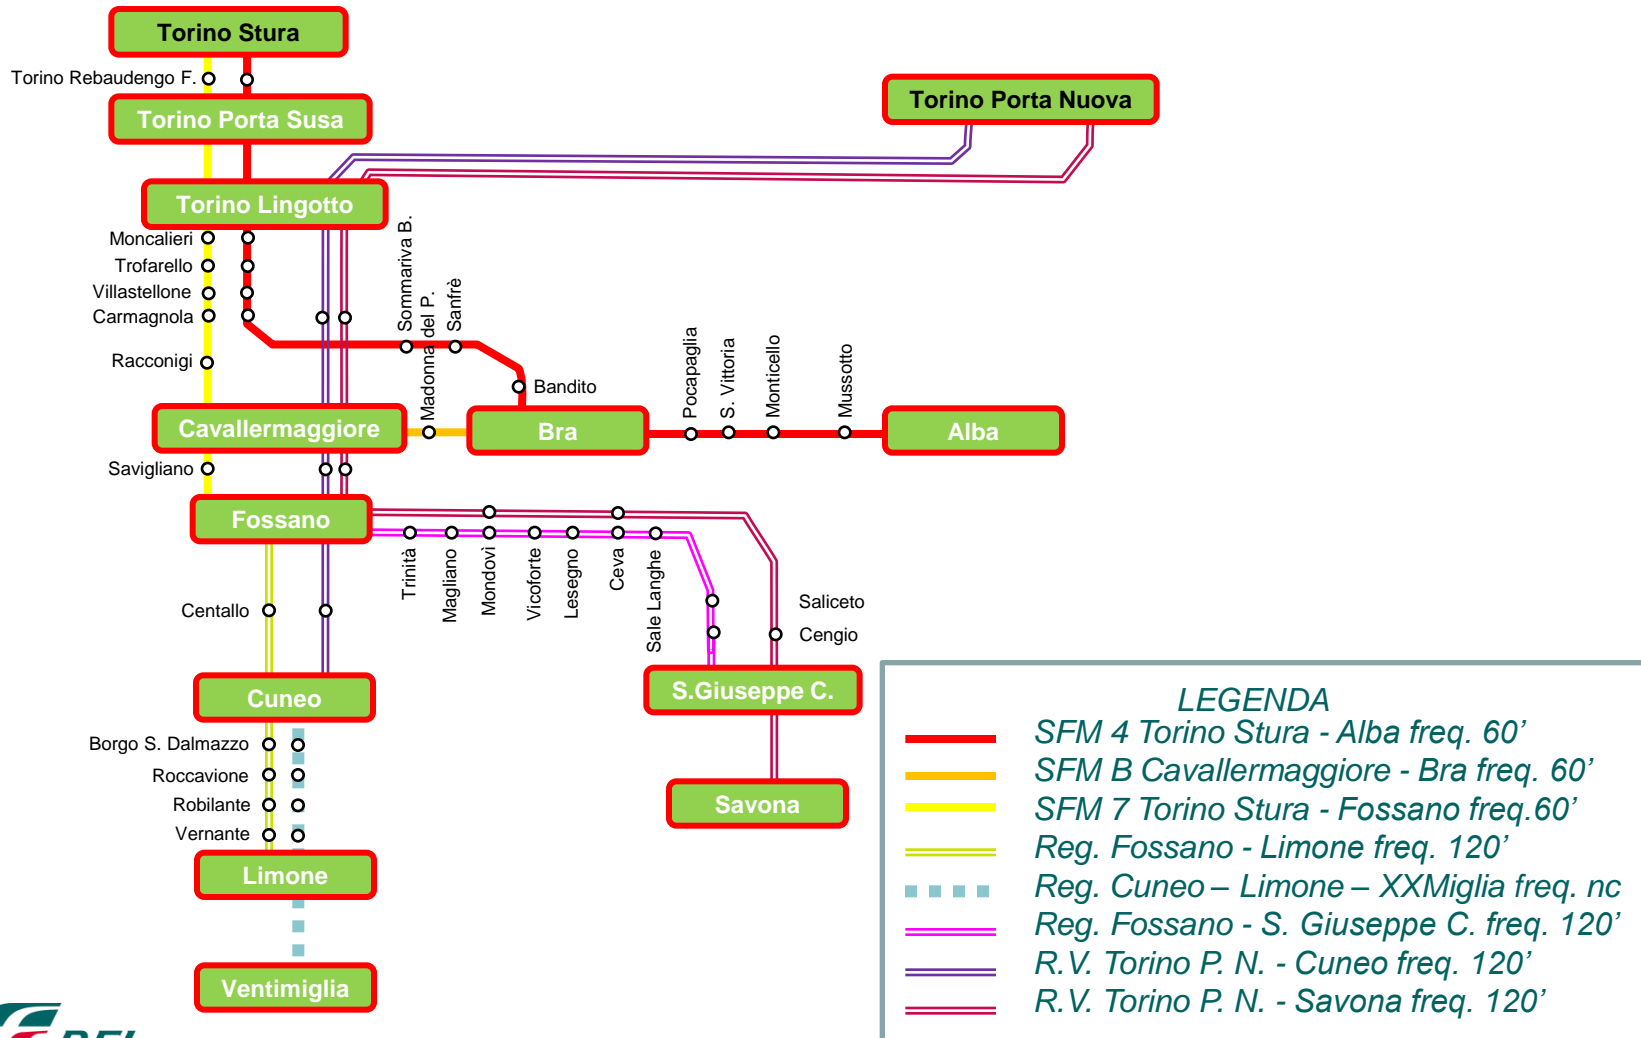 Torino Stura
Torino Rebaudengo F.
Torino Porta Susa
Torino Porta Nuova
Torino Lingotto
Moncalieri
Trofarello
Villastellone
Carmagnola
Racconigi
Sommariva B.
Madonna del P.
Sanfrè
Bandito
Pocapaglia
S. Vittoria
Monticello
Mussotto
Cavallermaggiore
Bra
Alba
Savigliano
Fossano
Trinità
Magliano
Mondovì
Vicoforte
Lesegno
Ceva
Sale Langhe
Centallo
Saliceto
Cengio
Cuneo
S.Giuseppe C.
Borgo S. Dalmazzo
Roccavione
Robilante
Vernante
Savona
Limone
Ventimiglia
LEGENDA
SFM 4 Torino Stura - Alba freq. 60’
SFM B Cavallermaggiore - Bra freq. 60’
SFM 7 Torino Stura - Fossano freq.60’
Reg. Fossano - Limone freq. 120’
Reg. Cuneo – Limone – XXMiglia freq. nc
Reg. Fossano - S. Giuseppe C. freq. 120’
R.V. Torino P. N. - Cuneo freq. 120’
R.V. Torino P. N. - Savona freq. 120’